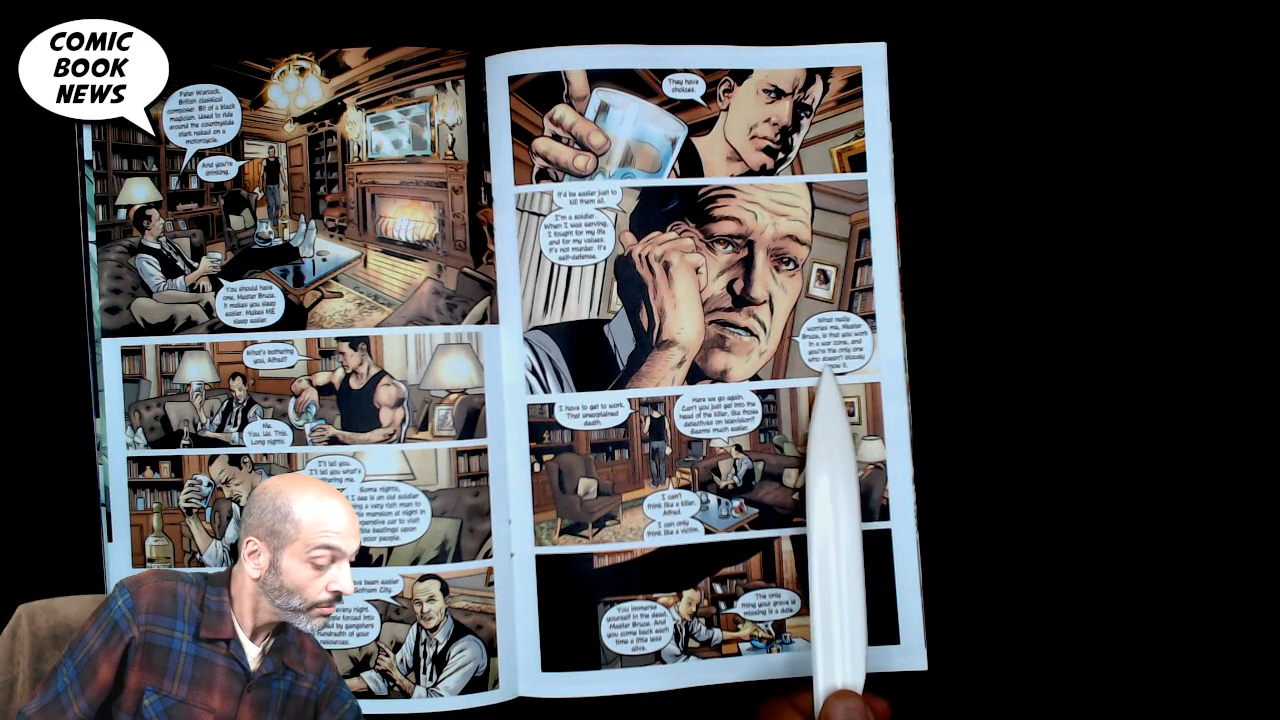 COMIC
BOOK
NEWS
Peter Warlock.
British classical
composer. Bit of a black
magician. Used to ride
around the countryside
stark naked on a
motorcycle.
And you're
drinking.
You should have
one, Master Bruce.
It makes you sleep
easier. Makes ME
sleep easier.
What's bothering
you, Alfred?
Me.
You. Us. This.
Long nights.
I'll tell you.
I'll tell you what's
me.
Some nights,
I see is an old soldier
a very rich man to
mansion at night in
car to visit
beatings upon
poor people.
been easier
Gotham City.
every night.
forced into
by gangsters
hundredth of your
resources.
They have
choices.
It'd be easier just to
kill them all.
I'm a soldier.
When I was serving,
I fought for my life
and for my values.
It's not murder. It's
self-defense.
What really
worries me, Master
Bruce, is that you work
in a war zone, and
you're the only one
who doesn't bloody
it.
I have to get to work.
That unexplained
death.
Here we go again.
Can't you just get into the
head of the killer, like those
detectives on television?
Seems much easier.
I can't
think like a killer,
Alfred.
I can only
think like a victim.
You immerse
yourself in the dead,
Master Bruce. And
you come back each
time a little less
alive.
The only
thing your grave is
missing is a date.